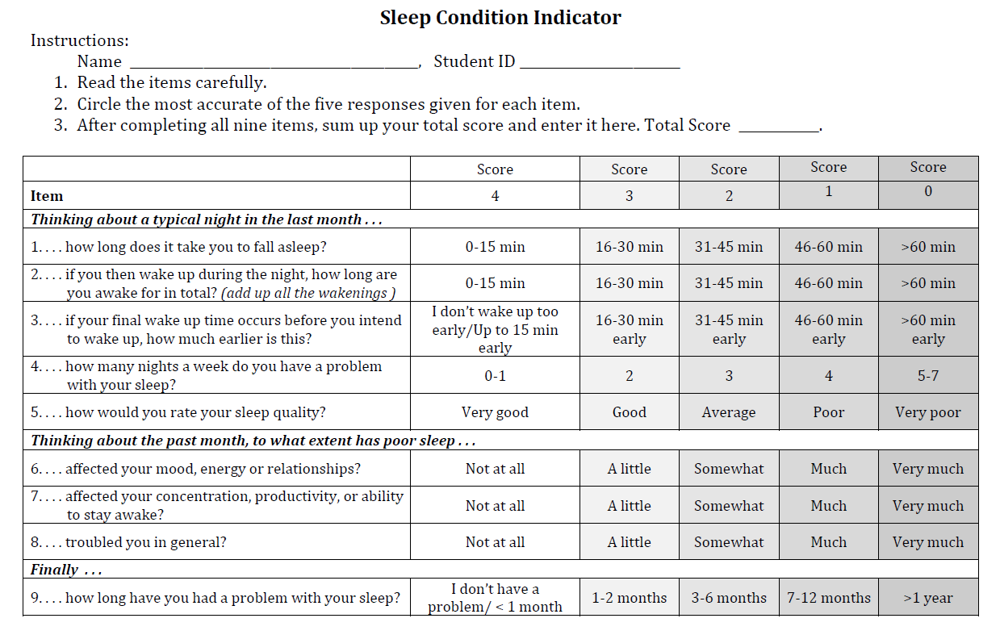 Sleep Condition Indicator
Instructions:
Name ________________________________, Student ID __________________
1. Read the items carefully.
2. Circle the most accurate of the five responses given for each item.
3. After completing all nine items, sum up your total score and enter it here. Total Score _________.
Score Score Score Score Score
Item 4 3 2 1 0
Thinking about a typical night in the last month . . .
1. . . . how long does it take you to fall asleep? 0-15 min 16-30 min 31-45 min 46-60 min >60 min
2. . . . if you then wake up during the night, how long are
you awake for in total? (add up all the wakenings ) 0-15 min 16-30 min 31-45 min 46-60 min >60 min
3. . . . if your final wake up time occurs before you intend
to wake up, how much earlier is this?
I don't wake up too
early/Up to 15 min
early
16-30 min
early
31-45 min
early
46-60 min
early
>60 min
early
4. . . . how many nights a week do you have a problem
with your sleep? 0-1 2 3 4 5-7
5. . . . how would you rate your sleep quality? Very good Good Average Poor Very poor
Thinking about the past month, to what extent has poor sleep . . .
6. . . . affected your mood, energy or relationships? Not at all A little Somewhat Much Very much
7. . . . affected your concentration, productivity, or ability
to stay awake? Not at all A little Somewhat Much Very much
8. . . . troubled you in general? Not at all A little Somewhat Much Very much
Finally . . .
9. . . . how long have you had a problem with your sleep?
I don't have a
problem/ < 1 month
1-2 months 3-6 months 7-12 months >1 year